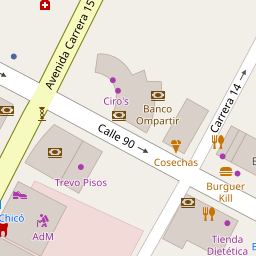 Avenida Carrera 15
Carrera 14
Ciro's
Banco
Ompartir
Calle 90
Cosechas
Trevo Pisos
Burguer
Kill
Chicó
AdM
Tienda
Dietética